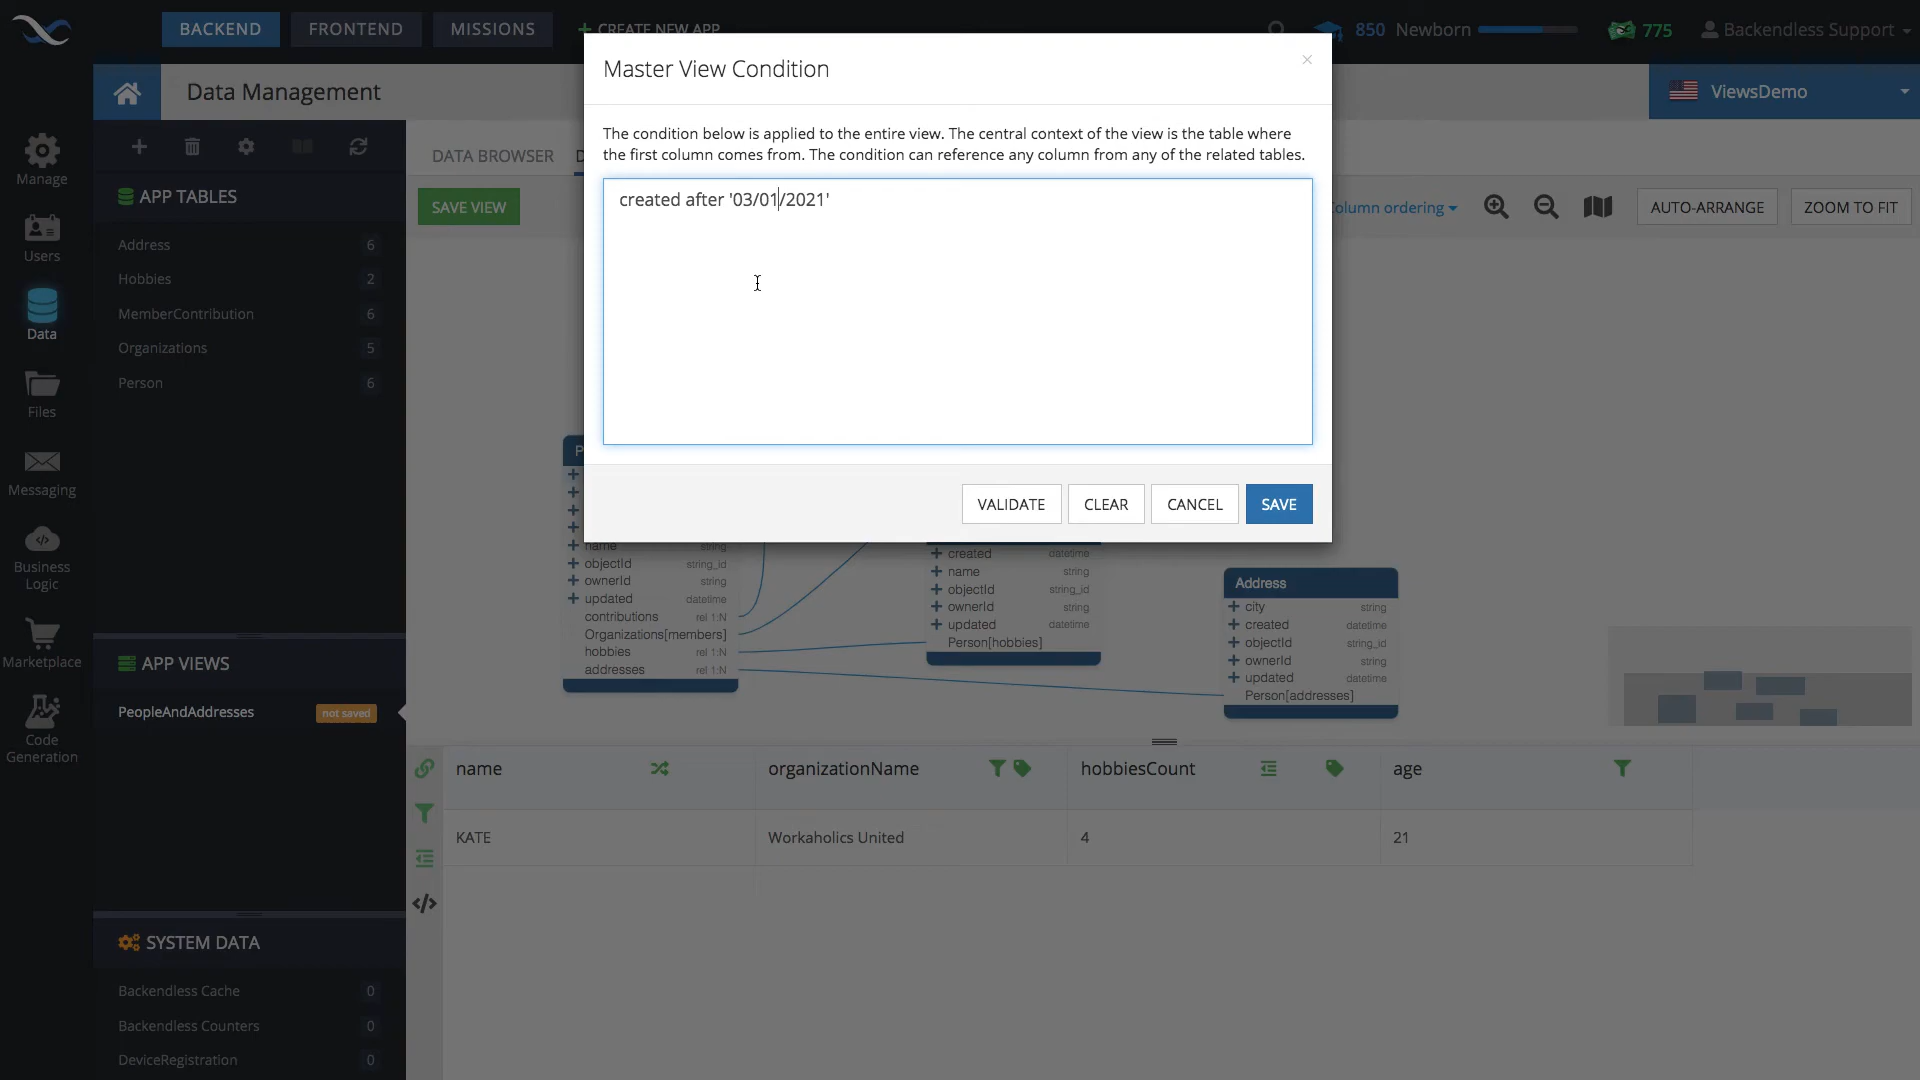 BACKEND
FRONTEND
MISSIONS
+ CREATE NEW APP
850
Newborn
775
Backendless Support
Data Management
ViewsDemo
Manage
Users
Data
Files
Messaging
Business
Logic
Marketplace
Code
Generation
APP TABLES
Address 6
Hobbies 2
MemberContribution 6
Organizations 5
Person 6
APP VIEWS
PeopleAndAddresses not saved
SYSTEM DATA
Backendless Cache 0
Backendless Counters 0
DeviceRegistration 0
DATA BROWSER
SAVE VIEW
Column ordering
AUTO-ARRANGE
ZOOM TO FIT
Master View Condition
×
The condition below is applied to the entire view. The central context of the view is the table where
the first column comes from. The condition can reference any column from any of the related tables.
created after '03/01/2021'
VALIDATE
CLEAR
CANCEL
SAVE
name string
objectId string_id
ownerId string
updated datetime
contributions rel 1:N
Organizations[members]
hobbies rel 1:N
addresses rel 1:N
created datetime
name string
objectId string_id
ownerId string
updated datetime
Person[hobbies]
Address
city string
created datetime
objectId string_id
ownerId string
updated datetime
Person[addresses]
name
organizationName
hobbiesCount
age
KATE
Workaholics United
4
21